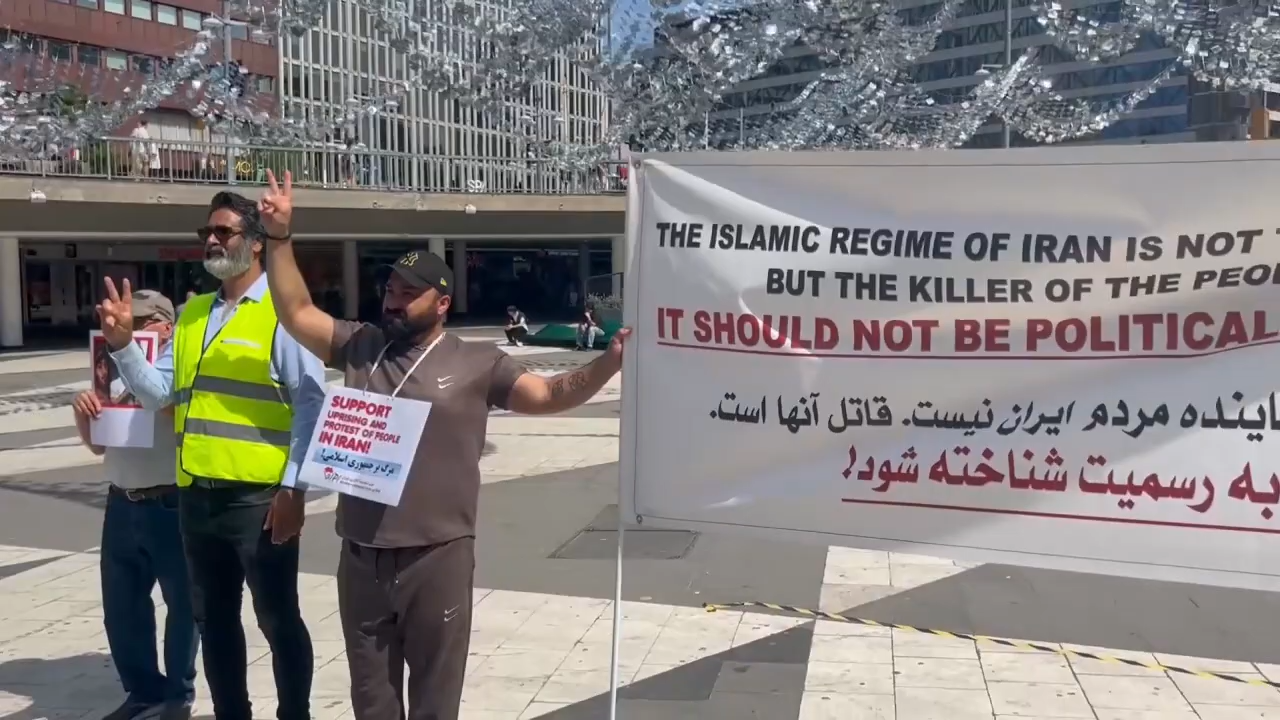 THE ISLAMIC REGIME OF IRAN IS NOT
BUT THE KILLER OF THE PEO
IT SHOULD NOT BE POLITICAL
اینده مردم ایران نیست. قاتل آنها است.
به رسمیت شناخته شود!
SUPPORT
UPRISING AND
PROTEST OF PEOPLE
IN IRAN!
مرگ بر جمهوری اسلامی!